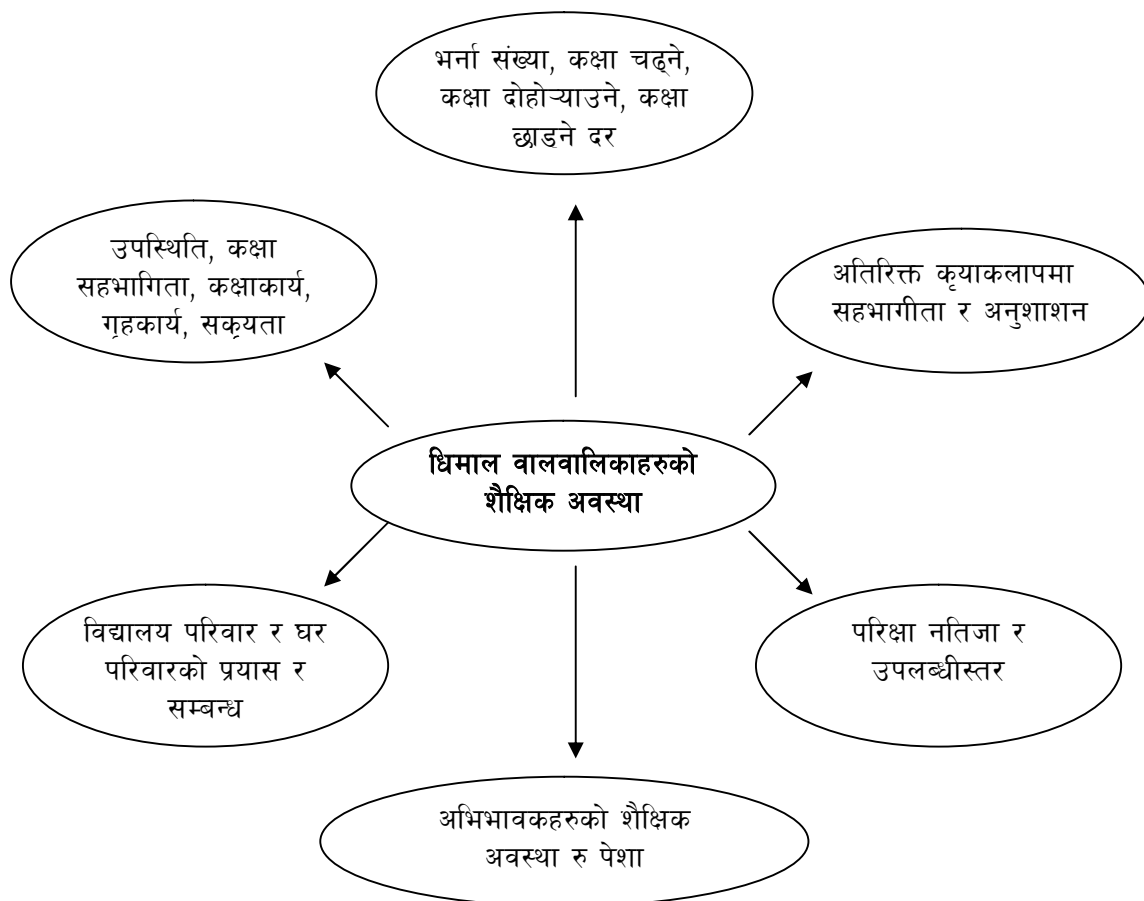 भर्ना संख्या, कक्षा चढ्ने,
कक्षा दोहोऱ्याउने, कक्षा
छाड्ने दर
उपस्थिति, कक्षा
सहभागिता, कक्षाकार्य,
गृहकार्य, सकृयता
अतिरिक्त कृयाकलापमा
सहभागीता र अनुशाशन
धिमाल वालवालिकाहरुको
शैक्षिक अवस्था
विद्यालय परिवार र घर
परिवारको प्रयास र
सम्बन्ध
परिक्षा नतिजा र
उपलब्धीस्तर
अभिभावकहरुको शैक्षिक
अवस्था रु पेशा